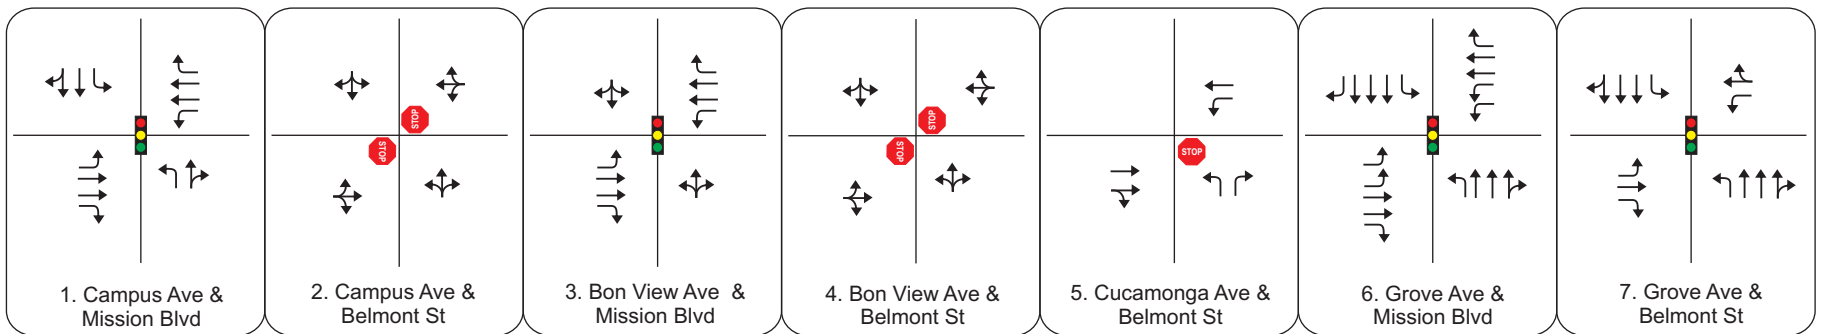 STOP
STOP
STOP
STOP
STOP
1. Campus Ave &
Mission Blvd
2. Campus Ave &
Belmont St
3. Bon View Ave &
Mission Blvd
4. Bon View Ave &
Belmont St
5. Cucamonga Ave &
Belmont St
6. Grove Ave &
Mission Blvd
7. Grove Ave &
Belmont St